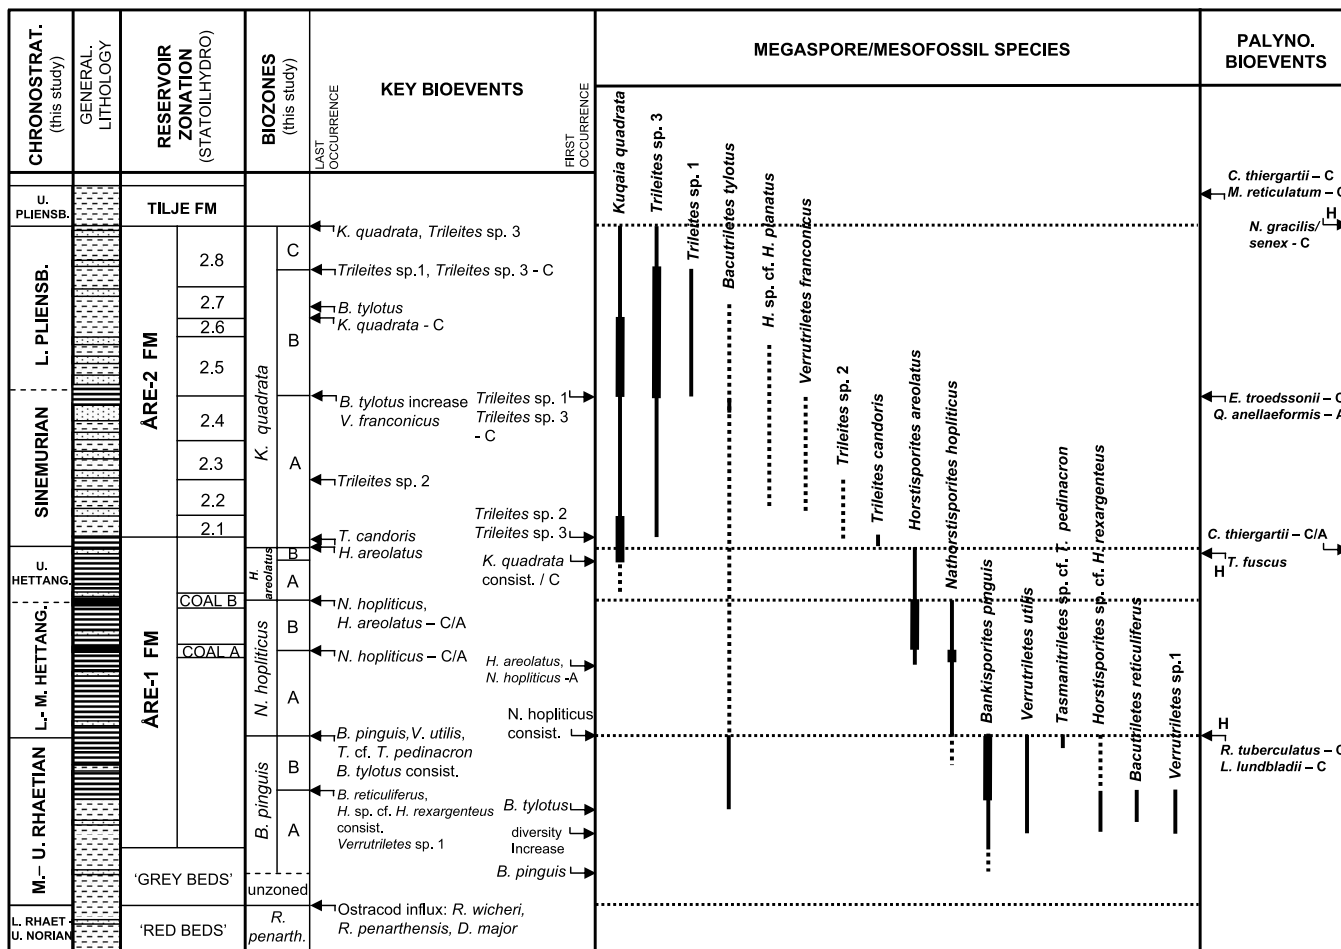 CHRONOSTRAT.
(this study)
GENERAL.
LITHOLOGY
RESERVOIR
ZONATION
(STATOILHYDRO)
BIOZONES
(this study)
LAST
OCCURRENCE
KEY BIOEVENTS
FIRST
OCCURRENCE
MEGASPORE/MESOFOSSIL SPECIES
PALYNO.
BIOEVENTS
U.
PLIENSB.
L. PLIENSB.
SINEMURIAN
U.
HETTANG.
L.- M. HETTANG.
M.– U. RHAETIAN
L. RHAET -
U. NORIAN
TILJE FM
ÅRE-2 FM
2.8
2.7
2.6
2.5
2.4
2.3
2.2
2.1
ÅRE-1 FM
COAL B
COAL A
'GREY BEDS'
'RED BEDS'
K. quadrata
C
B
A
H.
areolatus
B
A
N. hopliticus
B
A
B. pinguis
B
A
unzoned
R.
penarth.
K. quadrata, Trileites sp. 3
Trileites sp.1, Trileites sp. 3 - C
B. tylotus
K. quadrata - C
B. tylotus increase
V. franconicus
Trileites sp. 1
Trileites sp. 3
- C
Trileites sp. 2
Trileites sp. 2
Trileites sp. 3
T. candoris
H. areolatus
K. quadrata
consist. / C
N. hopliticus,
H. areolatus – C/A
N. hopliticus – C/A
H. areolatus,
N. hopliticus -A
N. hopliticus
consist.
B. pinguis, V. utilis,
T. cf. T. pedinacron
B. tylotus consist.
B. reticuliferus,
H. sp. cf. H. rexargenteus
consist.
Verrutriletes sp. 1
B. tylotus
diversity
Increase
B. pinguis
Ostracod influx: R. wicheri,
R. penarthensis, D. major
Kuqaia quadrata
Trileites sp. 3
Trileites sp. 1
Bacutriletes tylotus
H. sp. cf. H. planatus
Verrutriletes franconicus
Trileites sp. 2
Trileites candoris
Horstisporites areolatus
Nathorstisporites hopliticus
Bankisporites pinguis
Verrutriletes utilis
Tasmanitriletes sp. cf. T. pedinacron
Horstisporites sp. cf. H. rexargenteus
Bacutriletes reticuliferus
Verrutriletes sp.1
C. thiergartii – C
M. reticulatum – C
H
N. gracilis/
senex - C
E. troedssonii – C
Q. anellaeformis – A
C. thiergartii – C/A
T. fuscus
H
H
R. tuberculatus – C
L. lundbladii – C